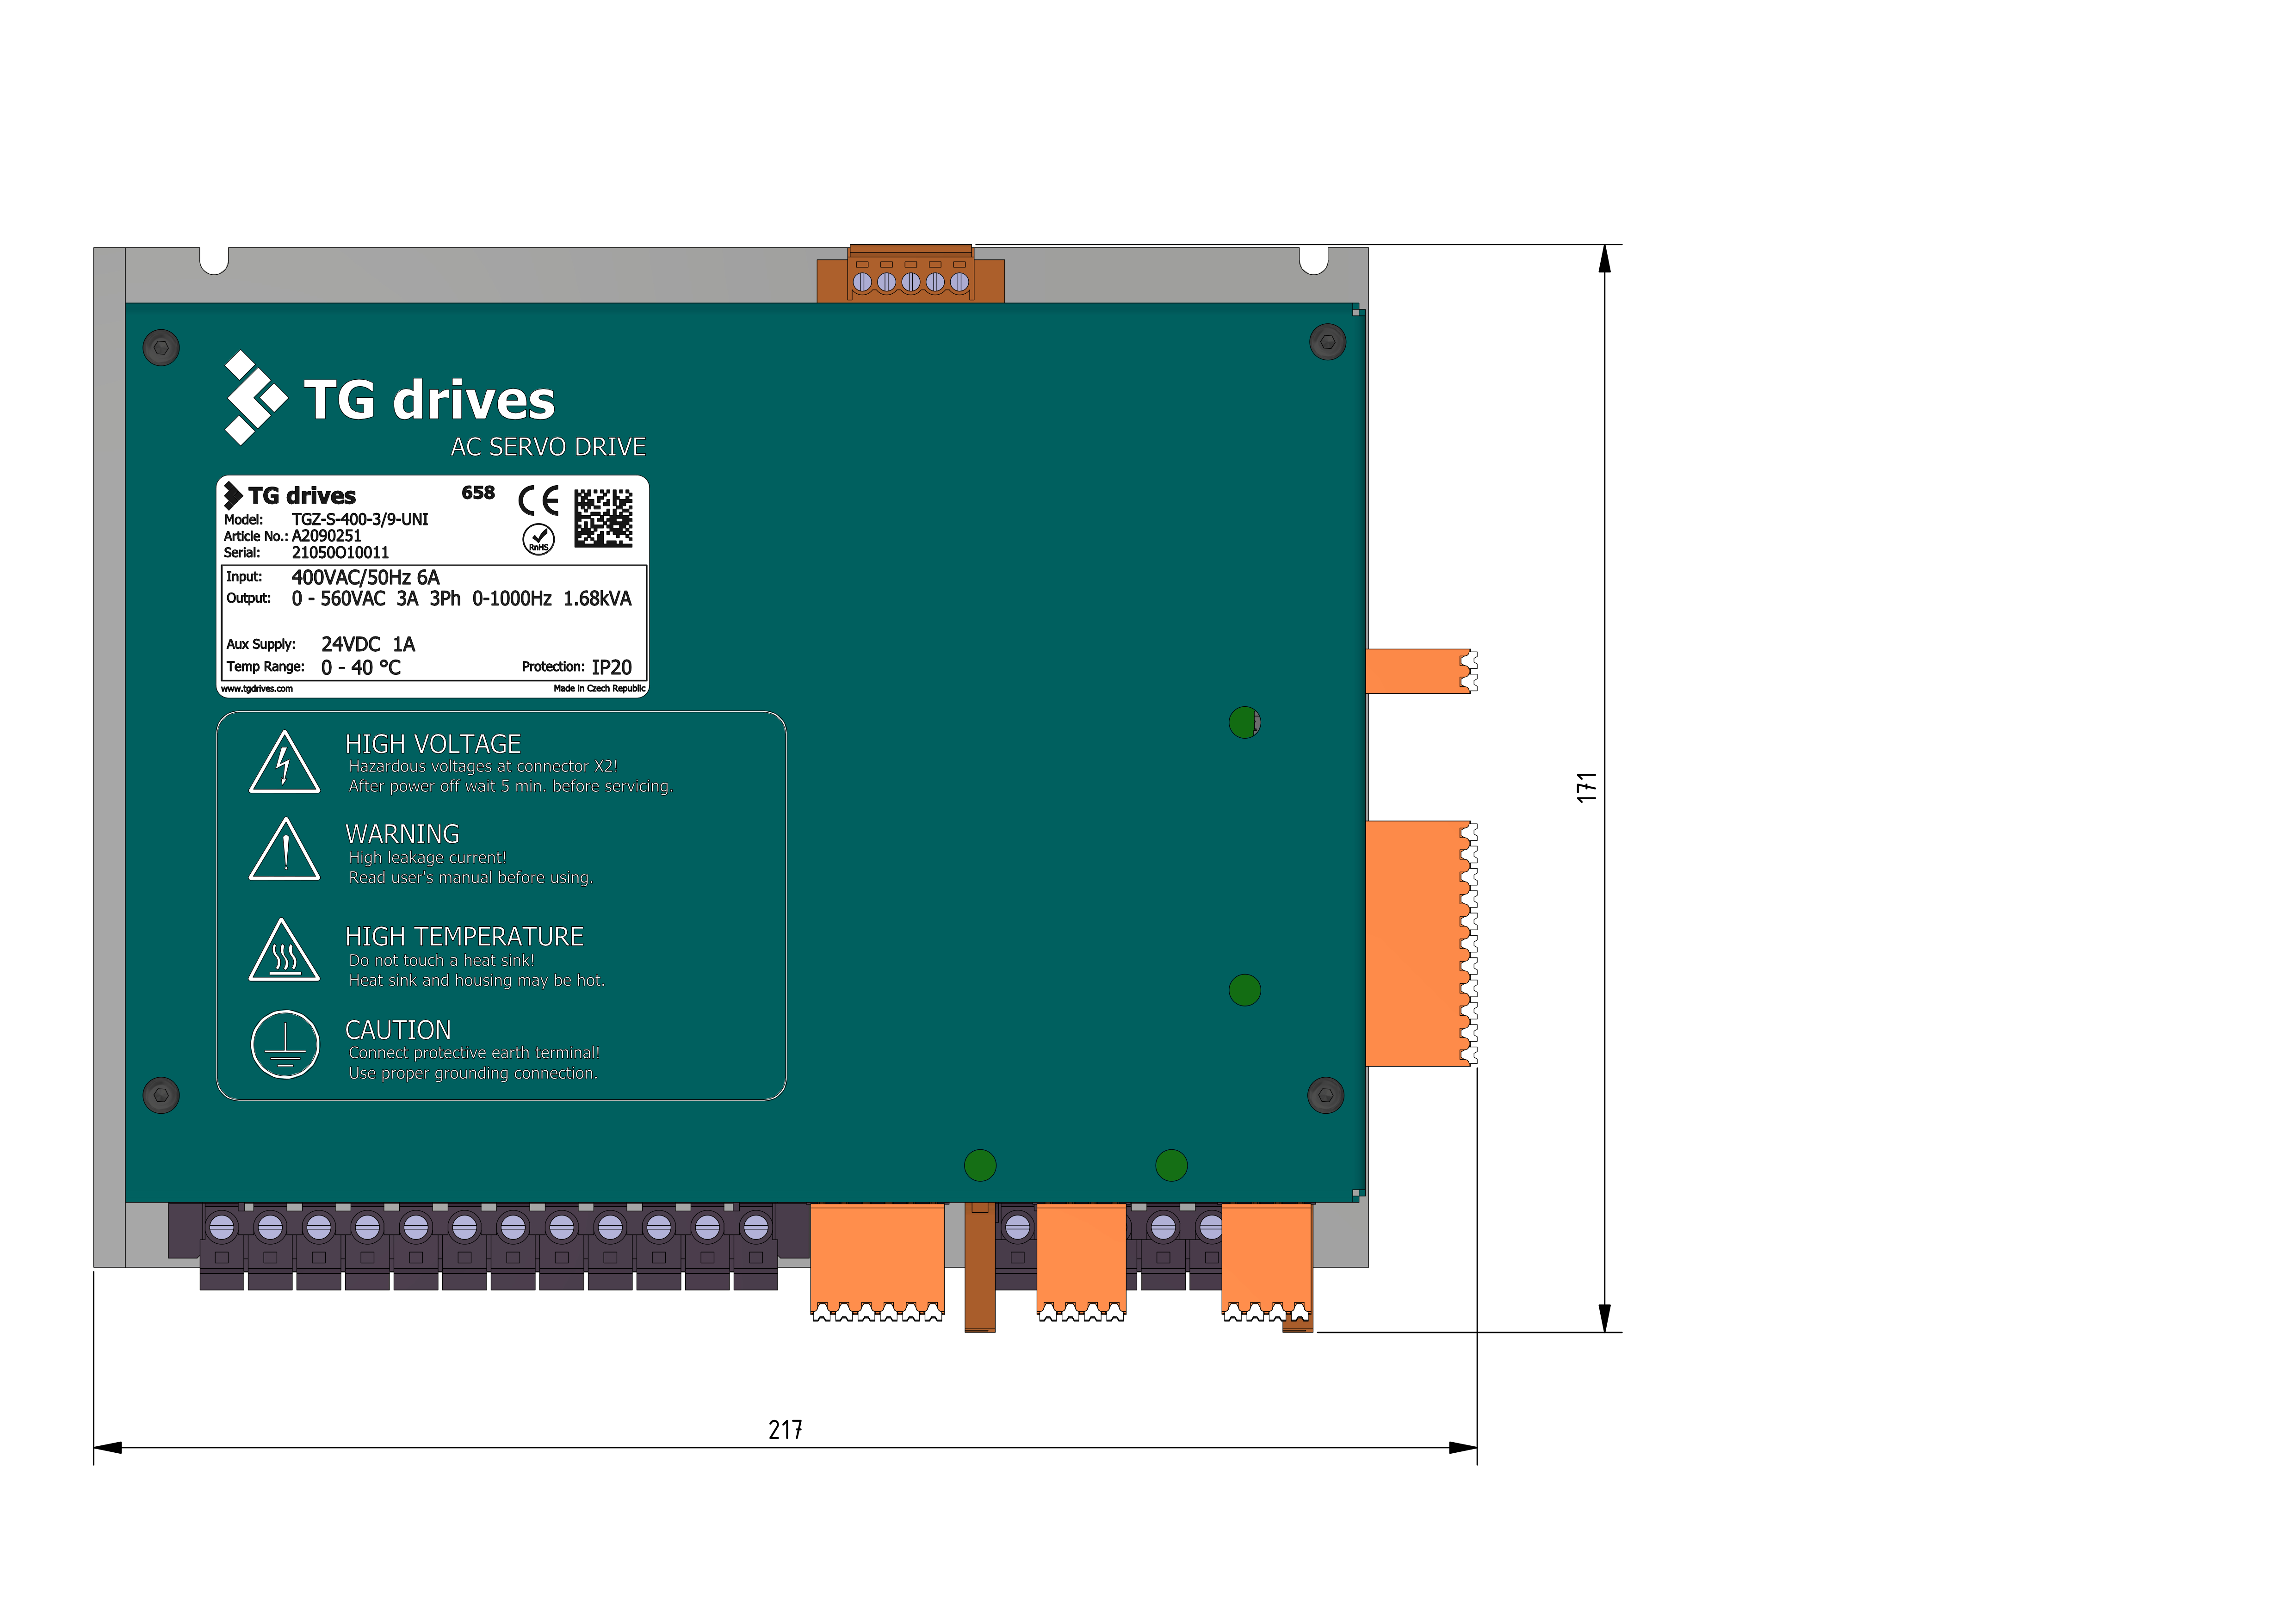 TG drives
AC SERVO DRIVE
TG drives 658 CE
Model: TGZ-S-400-3/9-UNI
Article No.: A2090251
Serial: 21050O10011
RnHS
Input: 400VAC/50Hz 6A
Output: 0 - 560VAC 3A 3Ph 0-1000Hz 1.68kVA
Aux Supply: 24VDC 1A
Temp Range: 0 - 40 °C Protection: IP20
www.tgdrives.com Made in Czech Republic
HIGH VOLTAGE
Hazardous voltages at connector X2!
After power off wait 5 min. before servicing.
WARNING
High leakage current!
Read user's manual before using.
HIGH TEMPERATURE
Do not touch a heat sink!
Heat sink and housing may be hot.
CAUTION
Connect protective earth terminal!
Use proper grounding connection.
171
217